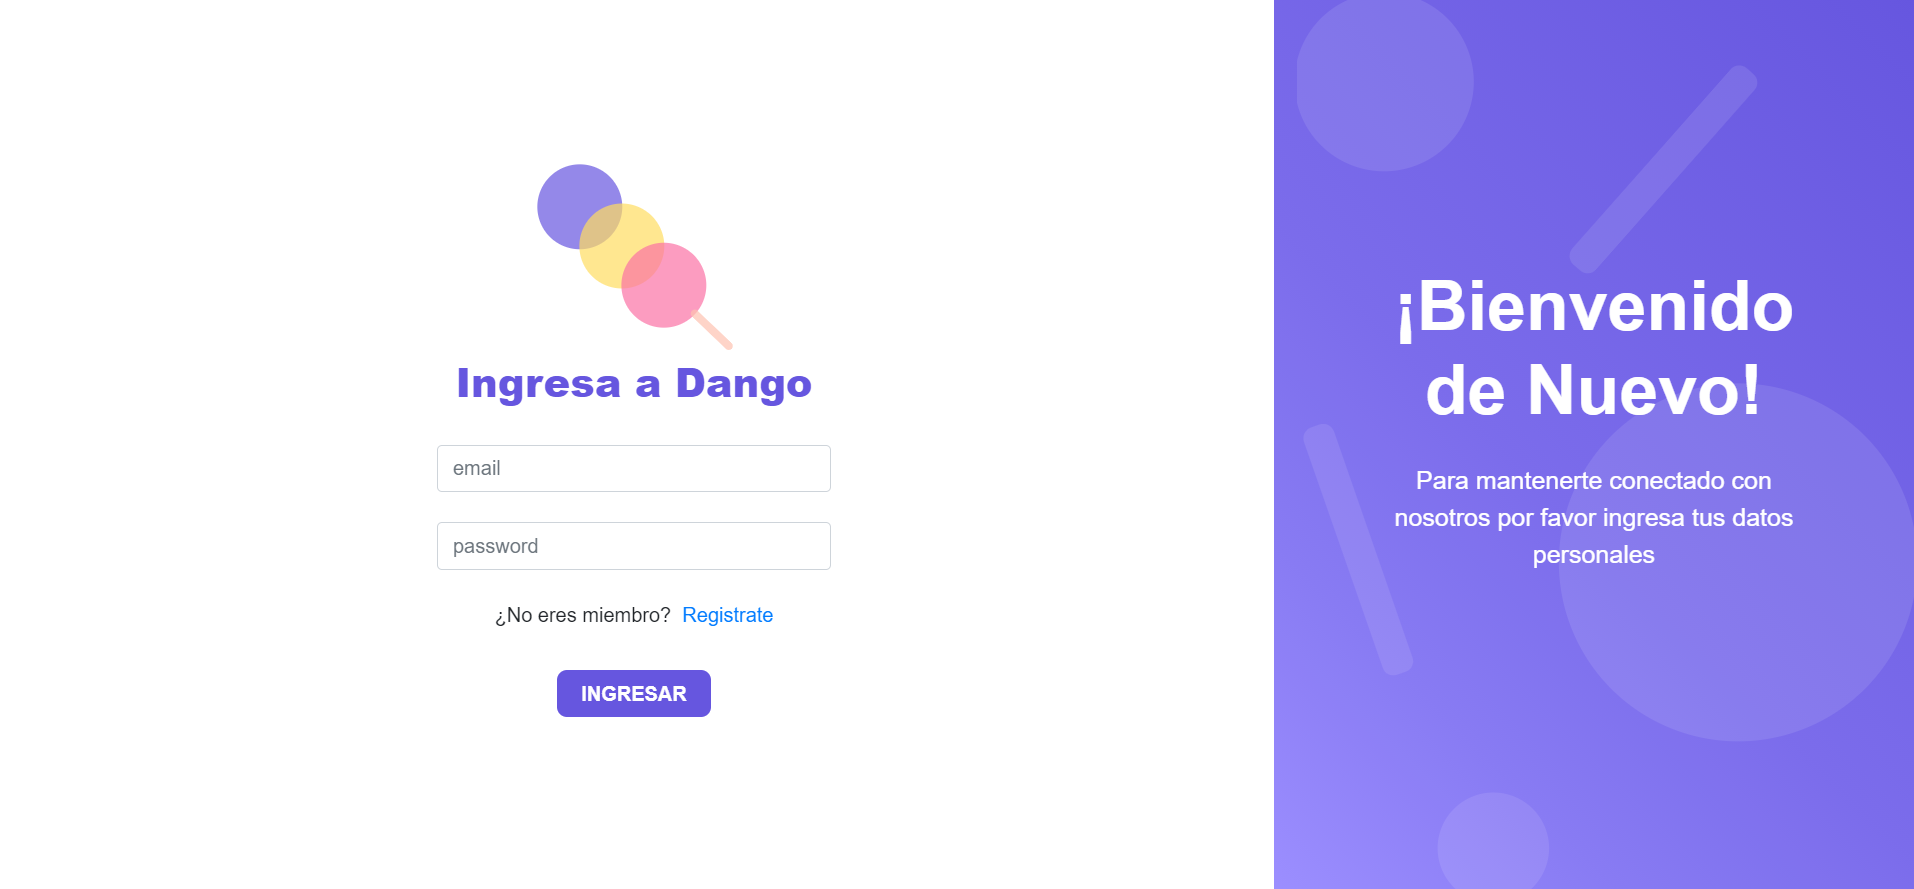 Ingresa a Dango
email
password
¿No eres miembro? Registrate
INGRESAR
¡Bienvenido
de Nuevo!
Para mantenerte conectado con
nosotros por favor ingresa tus datos
personales